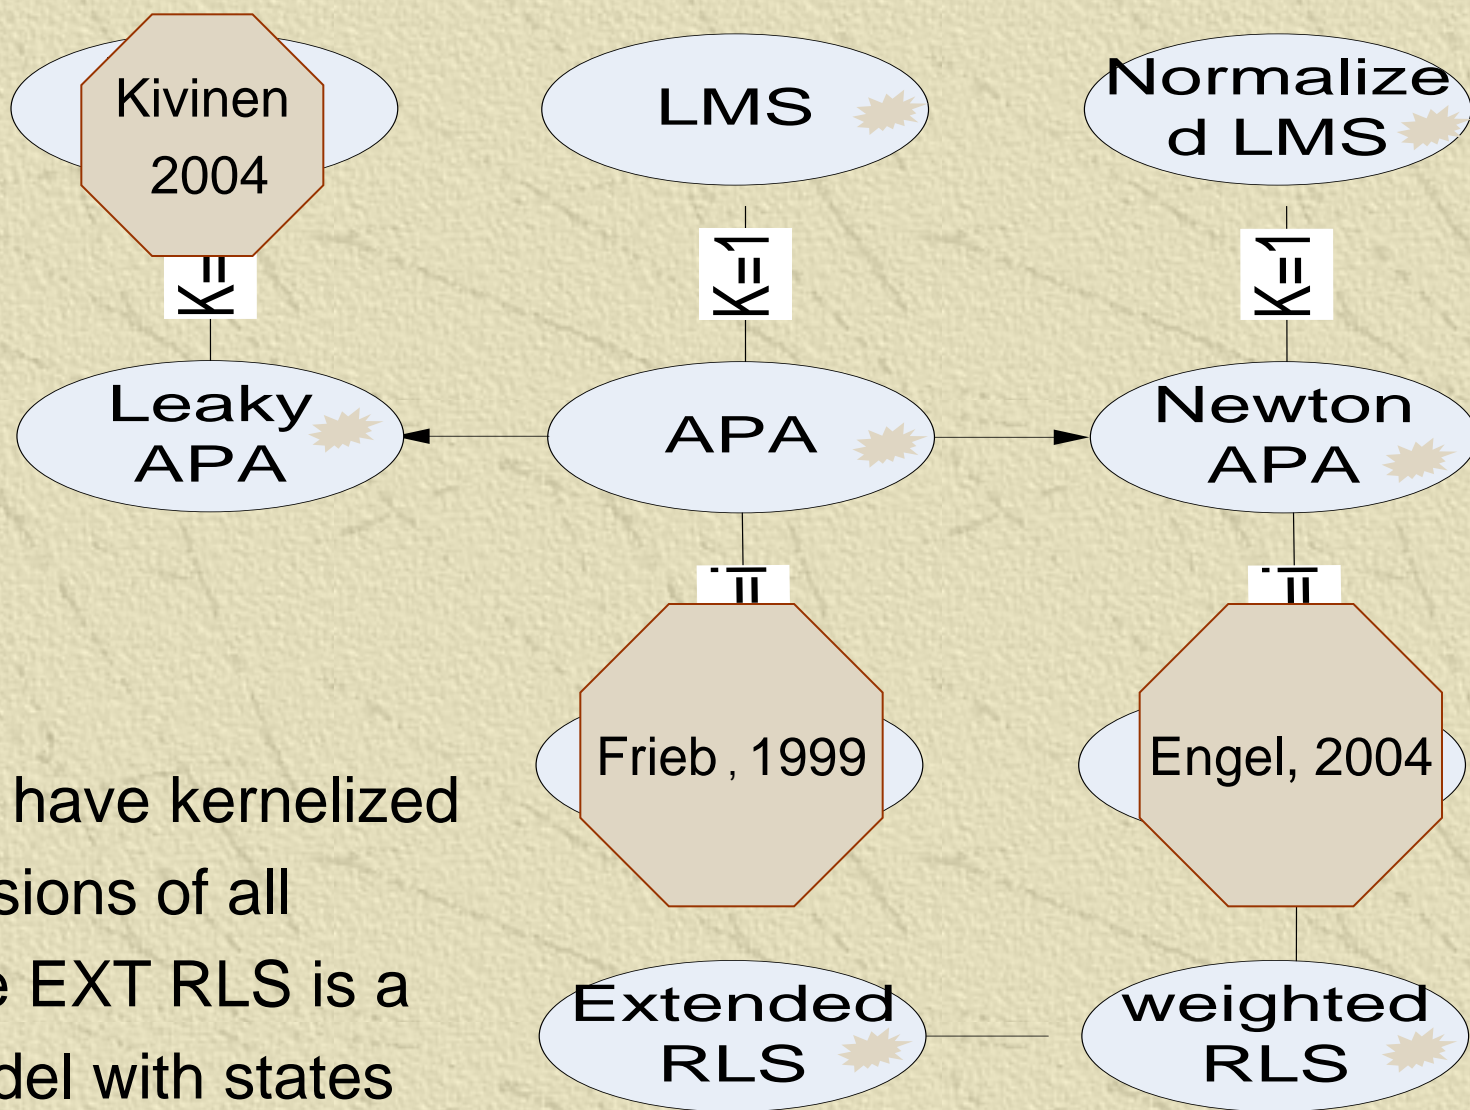 Kivinen
2004
LMS
Normalize
d LMS
K=
K=1
K=1
Leaky
APA
APA
Newton
APA
=i
=i
Frieb, 1999
Engel, 2004
have kernelized
sions of all
e EXT RLS is a
del with states
Extended
RLS
weighted
RLS